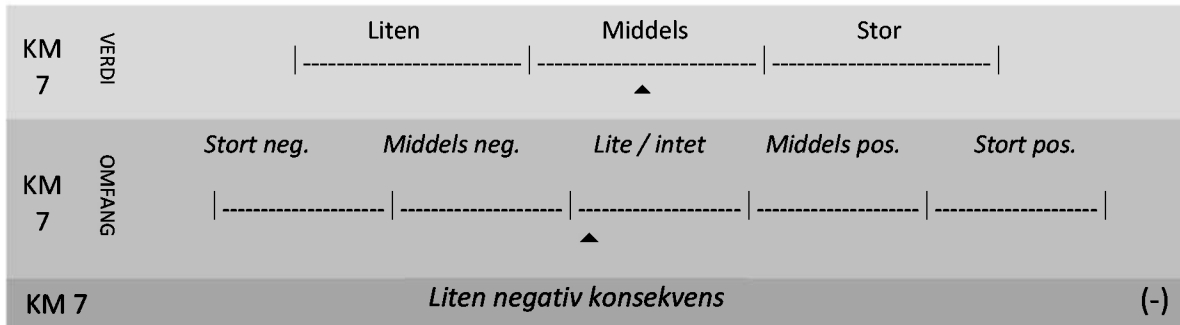 KM 7 VERDI
Liten Middels Stor
|---------------------------|---------------------------|---------------------------|
KM 7 OMFANG
Stort neg. Middels neg. Lite / intet Middels pos. Stort pos.
|--------------------|--------------------|--------------------|--------------------|--------------------|
KM 7 Liten negativ konsekvens (-)